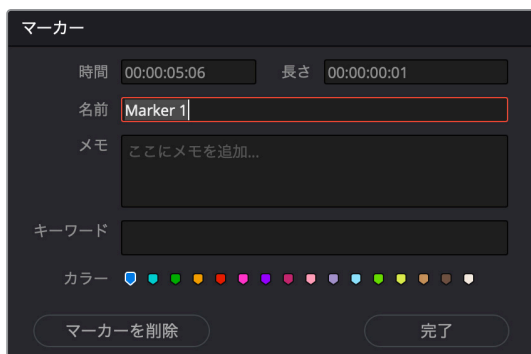 マーカー
時間 00:00:05:06 長さ 00:00:00:01
名前 Marker 1
メモ ここにメモを追加...
キーワード
カラー
マーカーを削除 完了